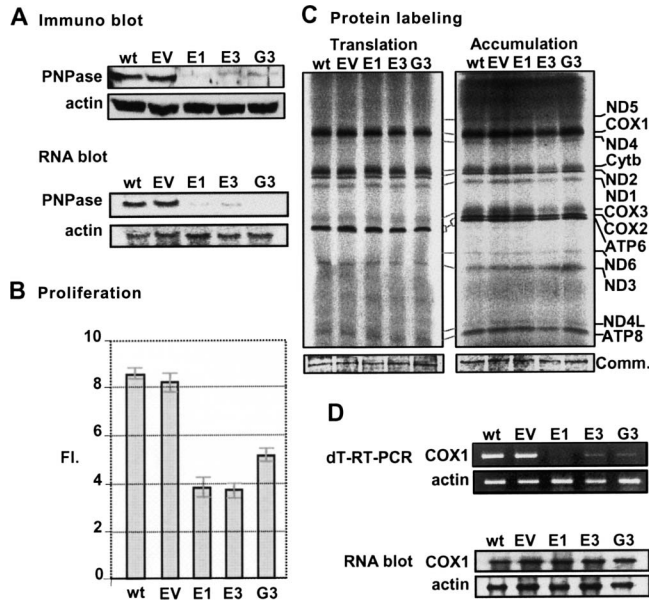 A Immuno blot
wt EV E1 E3 G3
PNPase
actin
RNA blot
wt EV E1 E3 G3
PNPase
actin
B Proliferation
10
8
6
FI.
4
2
0
wt EV E1 E3 G3
C Protein labeling
Translation Accumulation
wt EV E1 E3 G3 wt EV E1 E3 G3
ND5
COX1
ND4
Cytb
ND2
ND1
COX3
COX2
ATP6
ND6
ND3
ND4L
ATP8
Comm.
D
wt EV E1 E3 G3
dT-RT-PCR COX1
actin
wt EV E1 E3 G3
RNA blot COX1
actin